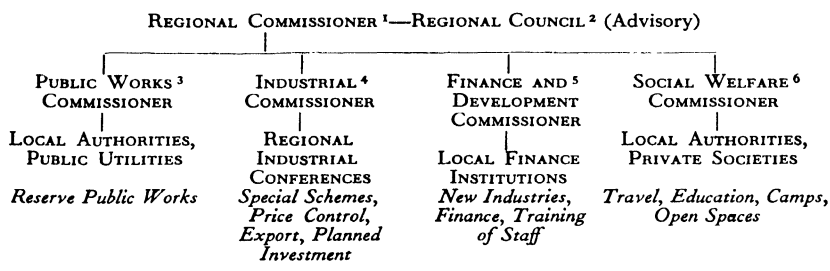 REGIONAL COMMISSIONER ¹—REGIONAL COUNCIL ² (Advisory)
PUBLIC WORKS ³
COMMISSIONER
LOCAL AUTHORITIES,
PUBLIC UTILITIES
Reserve Public Works
INDUSTRIAL ⁴
COMMISSIONER
REGIONAL
INDUSTRIAL
CONFERENCES
Special Schemes,
Price Control,
Export, Planned
Investment
FINANCE AND ⁵
DEVELOPMENT
COMMISSIONER
LOCAL FINANCE
INSTITUTIONS
New Industries,
Finance, Training
of Staff
SOCIAL WELFARE ⁶
COMMISSIONER
LOCAL AUTHORITIES,
PRIVATE SOCIETIES
Travel, Education, Camps,
Open Spaces